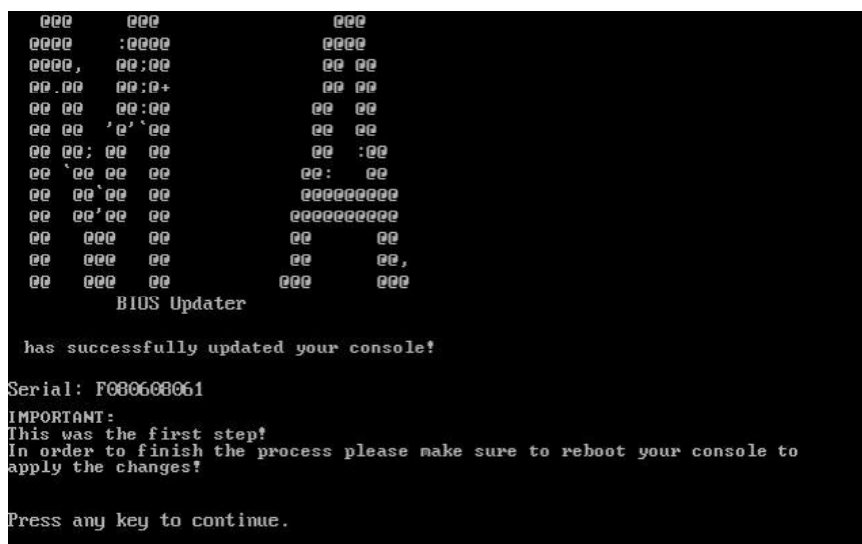 MA
BIOS Updater
has successfully updated your console!
Serial: F080608061
IMPORTANT:
This was the first step!
In order to finish the process please make sure to reboot your console to
apply the changes!
Press any key to continue.